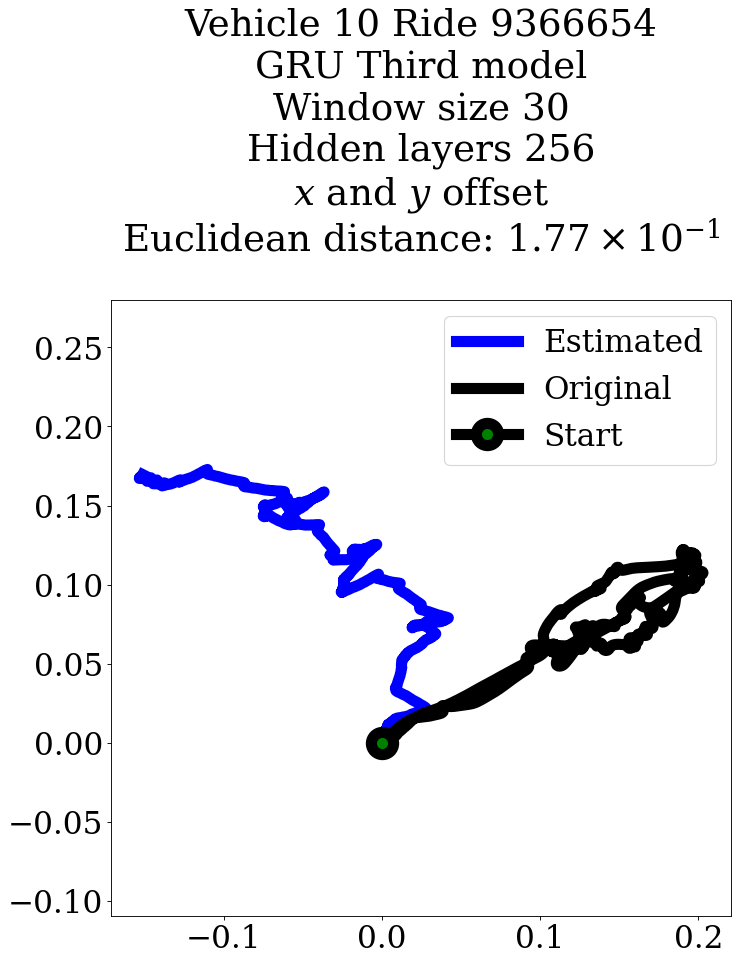 Vehicle 10 Ride 9366654
GRU Third model
Window size 30
Hidden layers 256
x and y offset
Euclidean distance: 1.77 × 10⁻¹
Estimated
Original
Start
0.25
0.20
0.15
0.10
0.05
0.00
−0.05
−0.10
−0.1 0.0 0.1 0.2